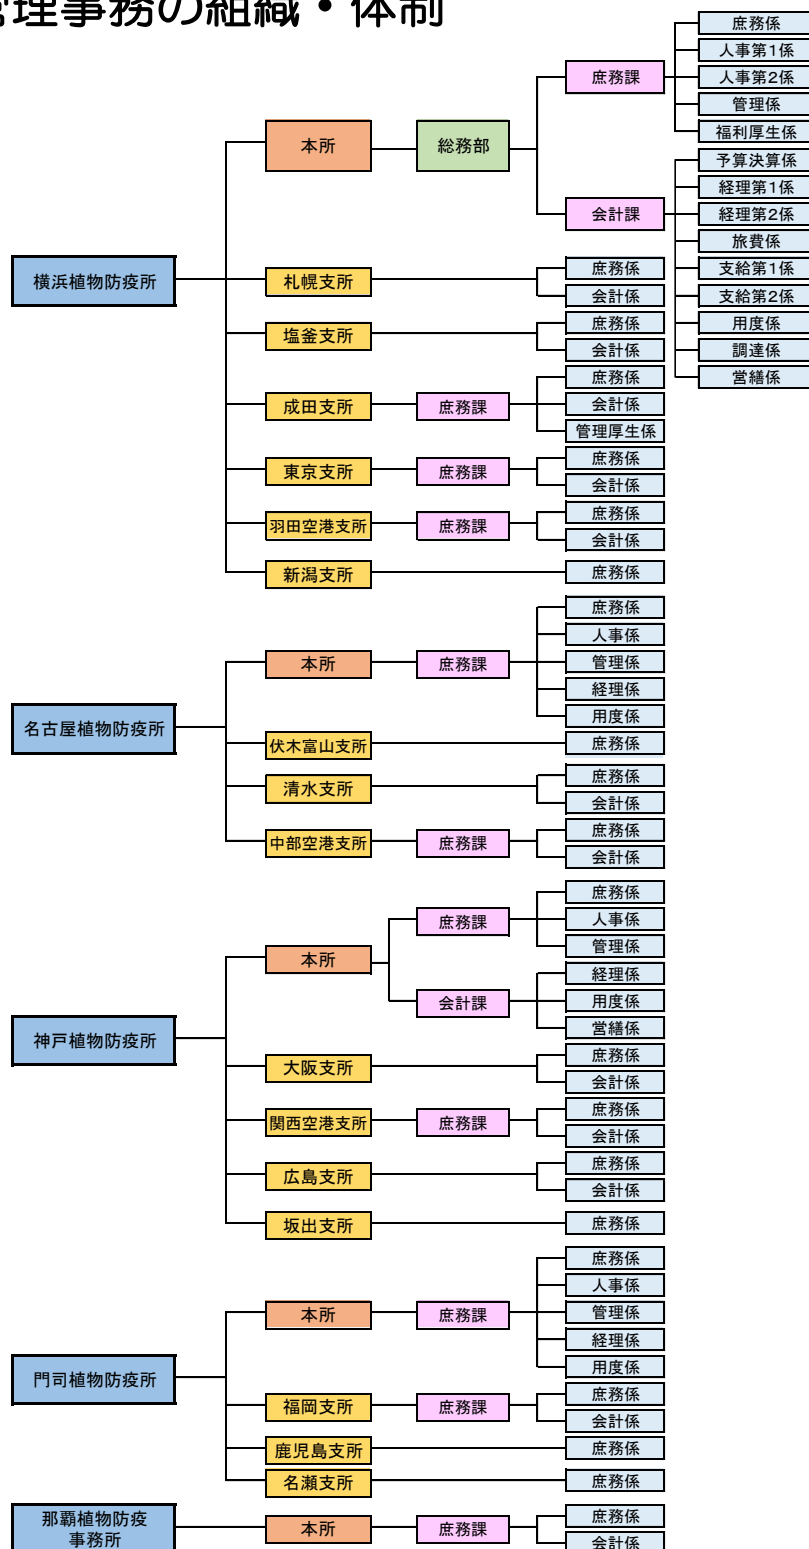 管理事務の組織・体制
横浜植物防疫所
本所
総務部
庶務課
庶務係
人事第1係
人事第2係
管理係
福利厚生係
会計課
予算決算係
経理第1係
経理第2係
旅費係
支給第1係
支給第2係
用度係
調達係
営繕係
札幌支所
庶務係
会計係
塩釜支所
庶務係
会計係
成田支所
庶務課
庶務係
会計係
管理厚生係
東京支所
庶務課
庶務係
会計係
羽田空港支所
庶務課
庶務係
会計係
新潟支所
庶務係
名古屋植物防疫所
本所
庶務課
庶務係
人事係
管理係
経理係
用度係
伏木富山支所
庶務係
清水支所
庶務係
会計係
中部空港支所
庶務課
庶務係
会計係
神戸植物防疫所
本所
庶務課
庶務係
人事係
管理係
会計課
経理係
用度係
営繕係
大阪支所
庶務係
会計係
関西空港支所
庶務課
庶務係
会計係
広島支所
庶務係
会計係
坂出支所
庶務係
門司植物防疫所
本所
庶務課
庶務係
人事係
管理係
経理係
用度係
福岡支所
庶務課
庶務係
会計係
鹿児島支所
庶務係
名瀬支所
庶務係
那覇植物防疫
事務所
本所
庶務課
庶務係
会計係